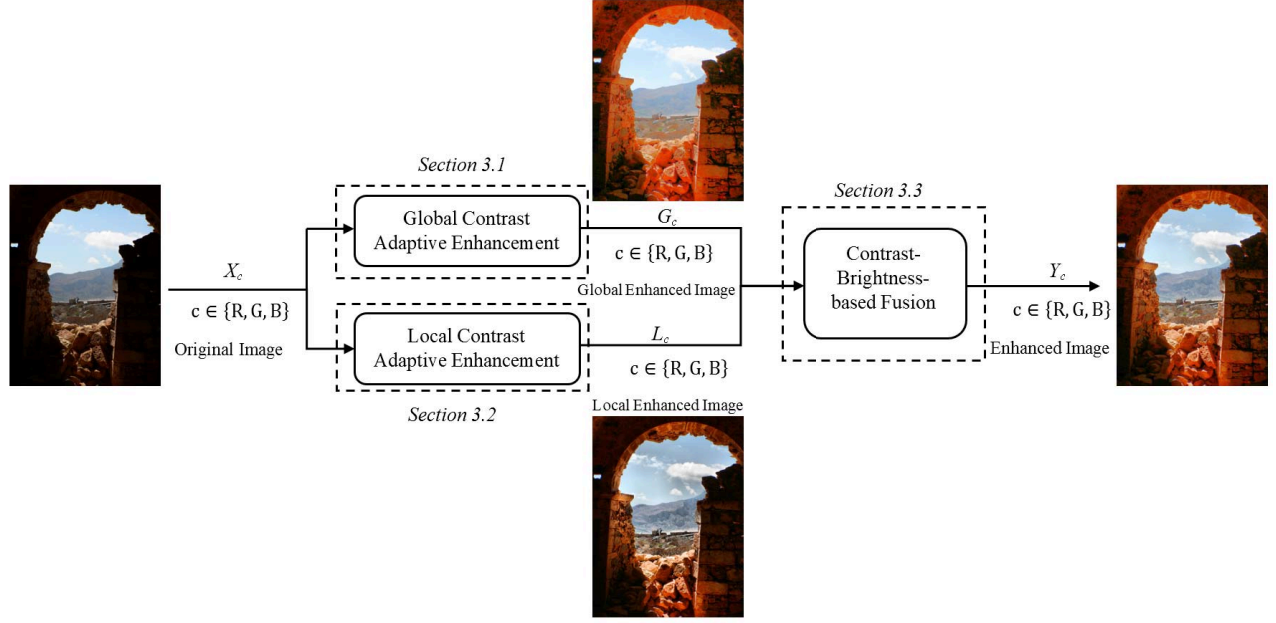 Section 3.1
Section 3.3
Global Contrast
Adaptive Enhancement
G_c
c ∈ {R, G, B}
Global Enhanced Image
X_c
c ∈ {R, G, B}
Original Image
Local Contrast
Adaptive Enhancement
L_c
c ∈ {R, G, B}
Local Enhanced Image
Section 3.2
Contrast-
Brightness-
based Fusion
Y_c
c ∈ {R, G, B}
Enhanced Image